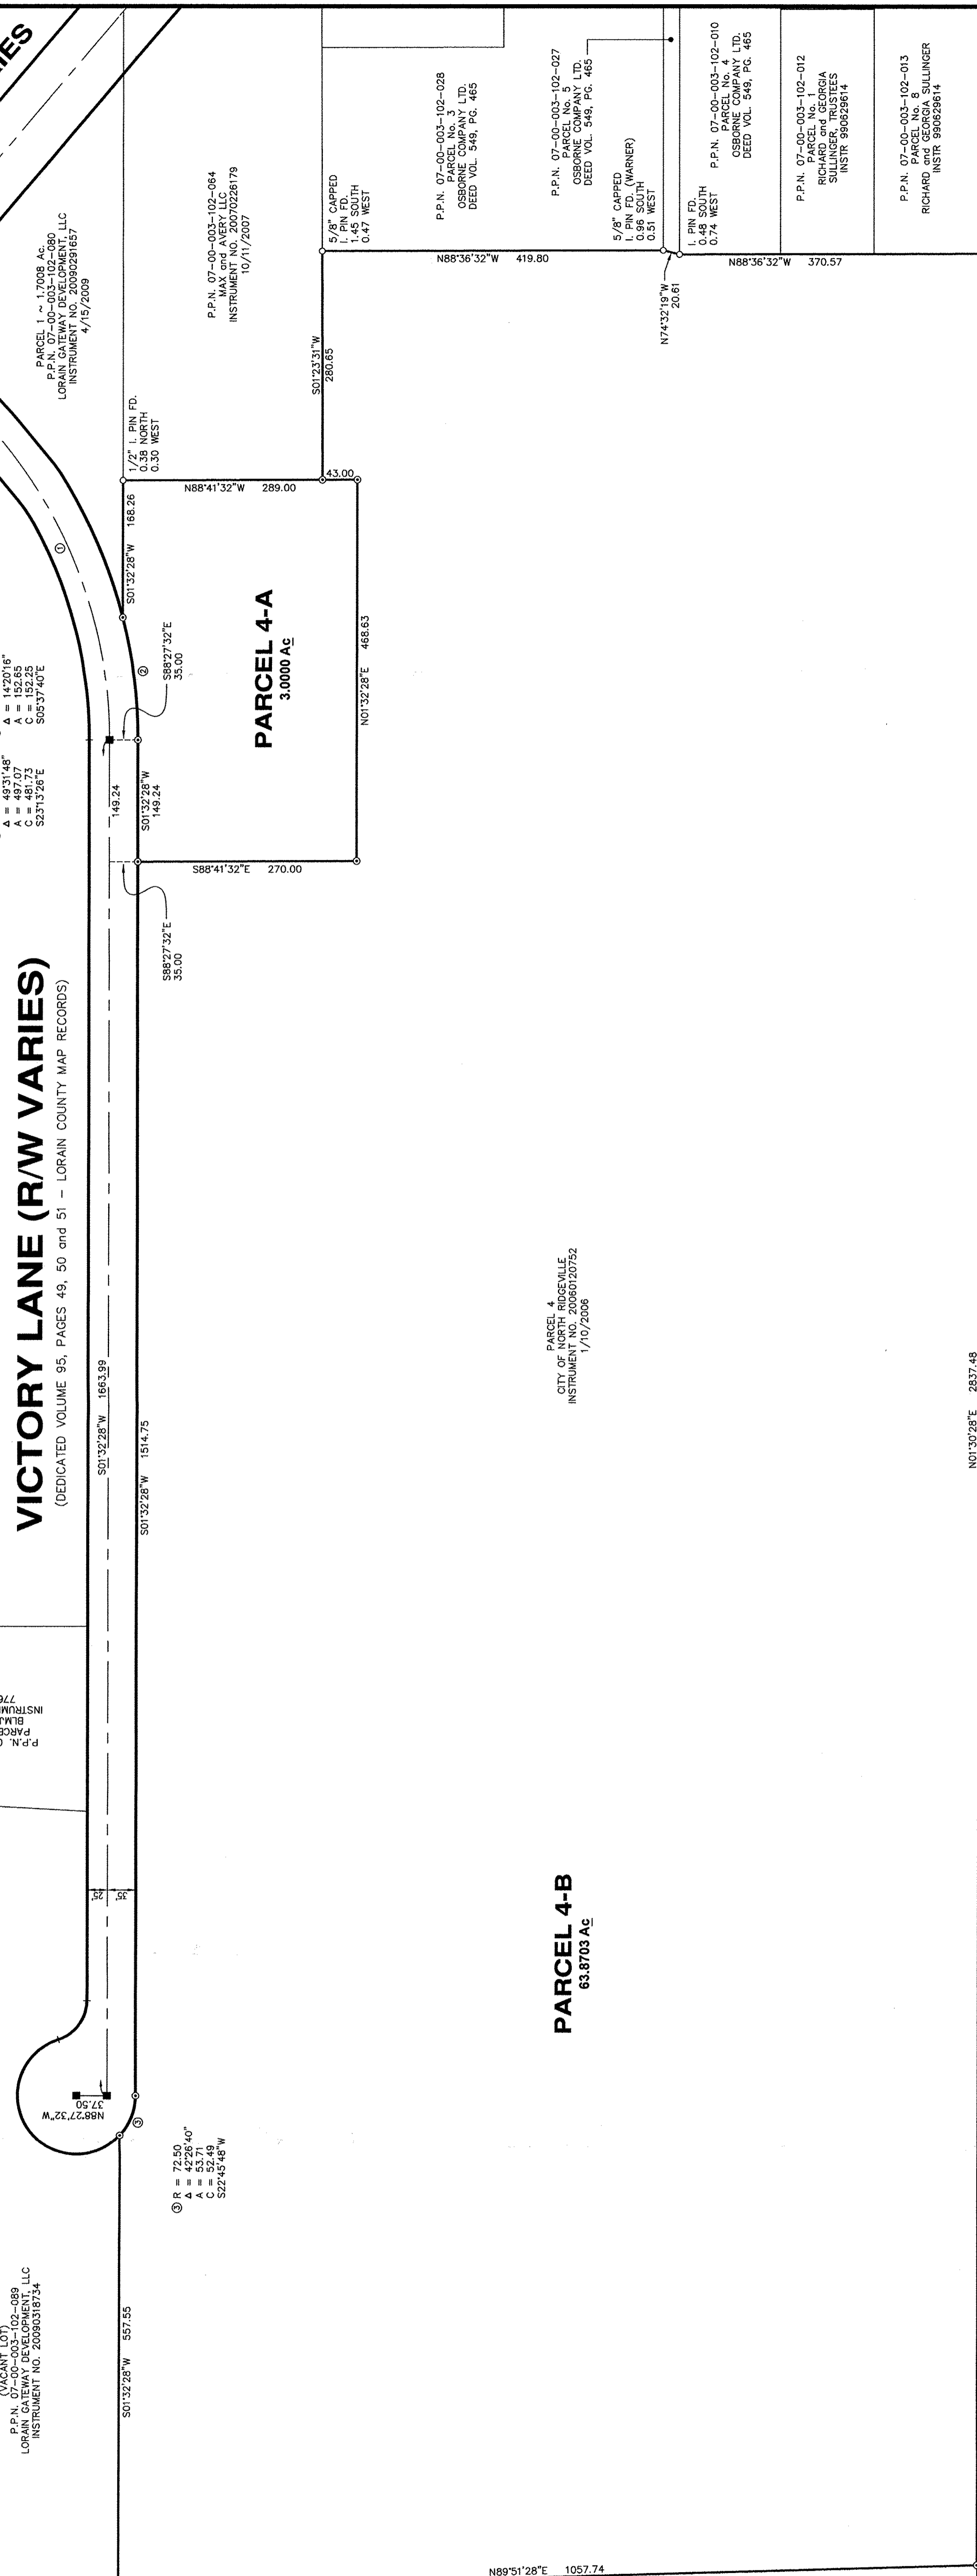 IES
PARCEL 1 ~ 1.7008 Ac.
P.P.N. 07-00-003-102-080
LORAIN GATEWAY DEVELOPMENT, LLC
INSTRUMENT NO. 20090291657
4/15/2009
P.P.N. 07-00-003-102-064
MAX and AVERY LLC
INSTRUMENT NO. 20070226179
10/11/2007
5/8" CAPPED
I. PIN FD.
1.45 SOUTH
0.47 WEST
P.P.N. 07-00-003-102-028
PARCEL No. 3
OSBORNE COMPANY LTD.
DEED VOL. 549, PG. 465
P.P.N. 07-00-003-102-027
PARCEL No. 5
OSBORNE COMPANY LTD.
DEED VOL. 549, PG. 465
5/8" CAPPED
I. PIN FD. (WARNER)
0.96 SOUTH
0.51 WEST
I. PIN FD.
0.48 SOUTH
0.74 WEST
P.P.N. 07-00-003-102-010
PARCEL No. 4
OSBORNE COMPANY LTD.
DEED VOL. 549, PG. 465
P.P.N. 07-00-003-102-012
PARCEL No. 1
RICHARD and GEORGIA
SULLINGER, TRUSTEES
INSTR 990629614
P.P.N. 07-00-003-102-013
PARCEL No. 8
RICHARD and GEORGIA SULLINGER
INSTR 990629614
N88°36'32"W 419.80
N74°32'19"W
20.61
N88°36'32"W 370.57
S01°23'31"W
280.65
1/2" I. PIN FD.
0.38 NORTH
0.30 WEST
N88°41'32"W 289.00
43.00
S01°32'28"W 168.26
①
②
Δ = 49°31'48"
A = 497.07
C = 481.73
S23°13'26"E
Δ = 14°20'16"
A = 152.65
C = 152.25
S05°37'40"E
S88°27'32"E
35.00
PARCEL 4-A
3.0000 Ac
N01°32'28"E 468.63
149.24
S01°32'28"W
149.24
S88°41'32"E 270.00
S88°27'32"E
35.00
VICTORY LANE (R/W VARIES)
(DEDICATED VOLUME 95, PAGES 49, 50 and 51 – LORAIN COUNTY MAP RECORDS)
S01°32'28"W 1663.99
S01°32'28"W 1514.75
PARCEL 4
CITY OF NORTH RIDGEVILLE
INSTRUMENT NO. 20060120752
1/10/2006
N01°30'28"E 2837.48
P.P.N.
25'
35'
PARCEL 4-B
63.8703 Ac
N88°27'32"W
37.50
③
③ R = 72.50
Δ = 42°26'40"
A = 53.71
C = 52.49
S22°45'48"W
(VACANT LOT)
P.P.N. 07-00-003-102-089
LORAIN GATEWAY DEVELOPMENT, LLC
INSTRUMENT NO. 20090318734
S01°32'28"W 557.55
N89°51'28"E 1057.74